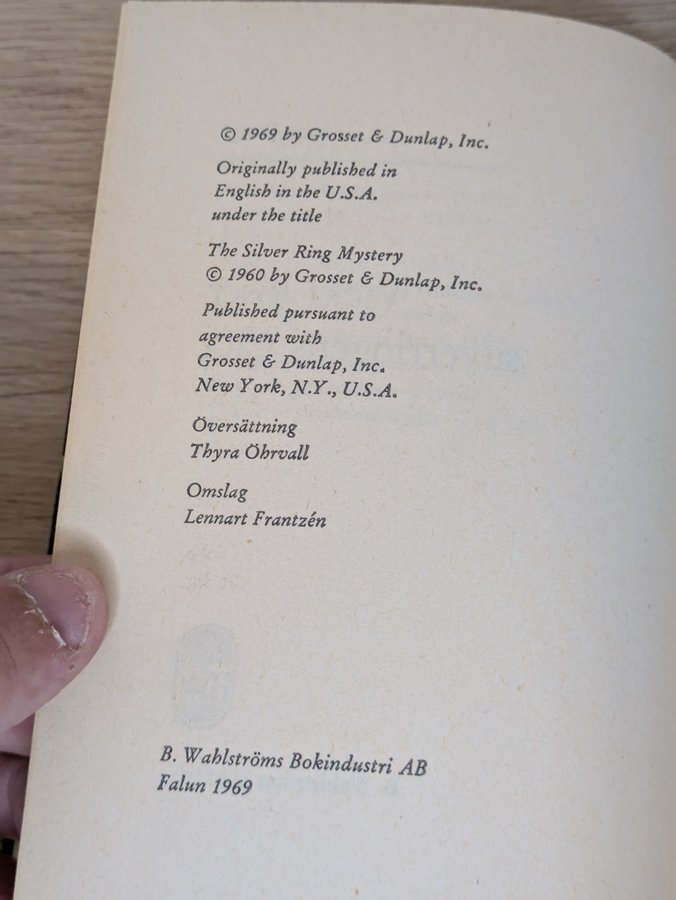 © 1969 by Grosset & Dunlap, Inc.
Originally published in
English in the U.S.A.
under the title
The Silver Ring Mystery
© 1960 by Grosset & Dunlap, Inc.
Published pursuant to
agreement with
Grosset & Dunlap, Inc.
New York, N.Y., U.S.A.
Översättning
Thyra Öhrvall
Omslag
Lennart Frantzén
B. Wahlströms Bokindustri AB
Falun 1969